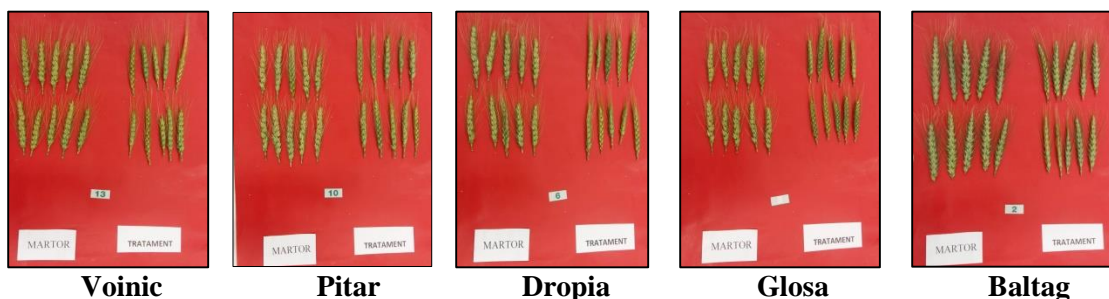 13
MARTOR
TRATAMENT
Voinic
10
MARTOR
TRATAMENT
Pitar
6
MARTOR
TRATAMENT
Dropia
MARTOR
TRATAMENT
Glosa
2
MARTOR
TRATAMENT
Baltag